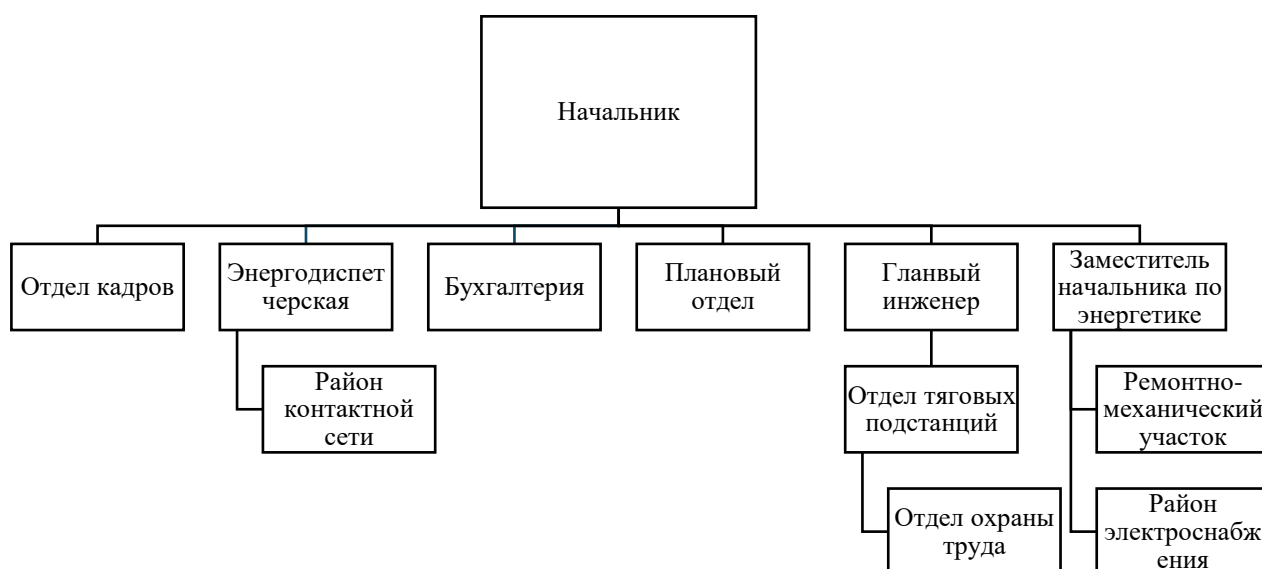 Начальник
Отдел кадров
Энергодиспет
черская
Бухгалтерия
Плановый
отдел
Гланвый
инженер
Заместитель
начальника по
энергетике
Район
контактной
сети
Отдел тяговых
подстанций
Ремонтно-
механический
участок
Отдел охраны
труда
Район
электроснабж
ения